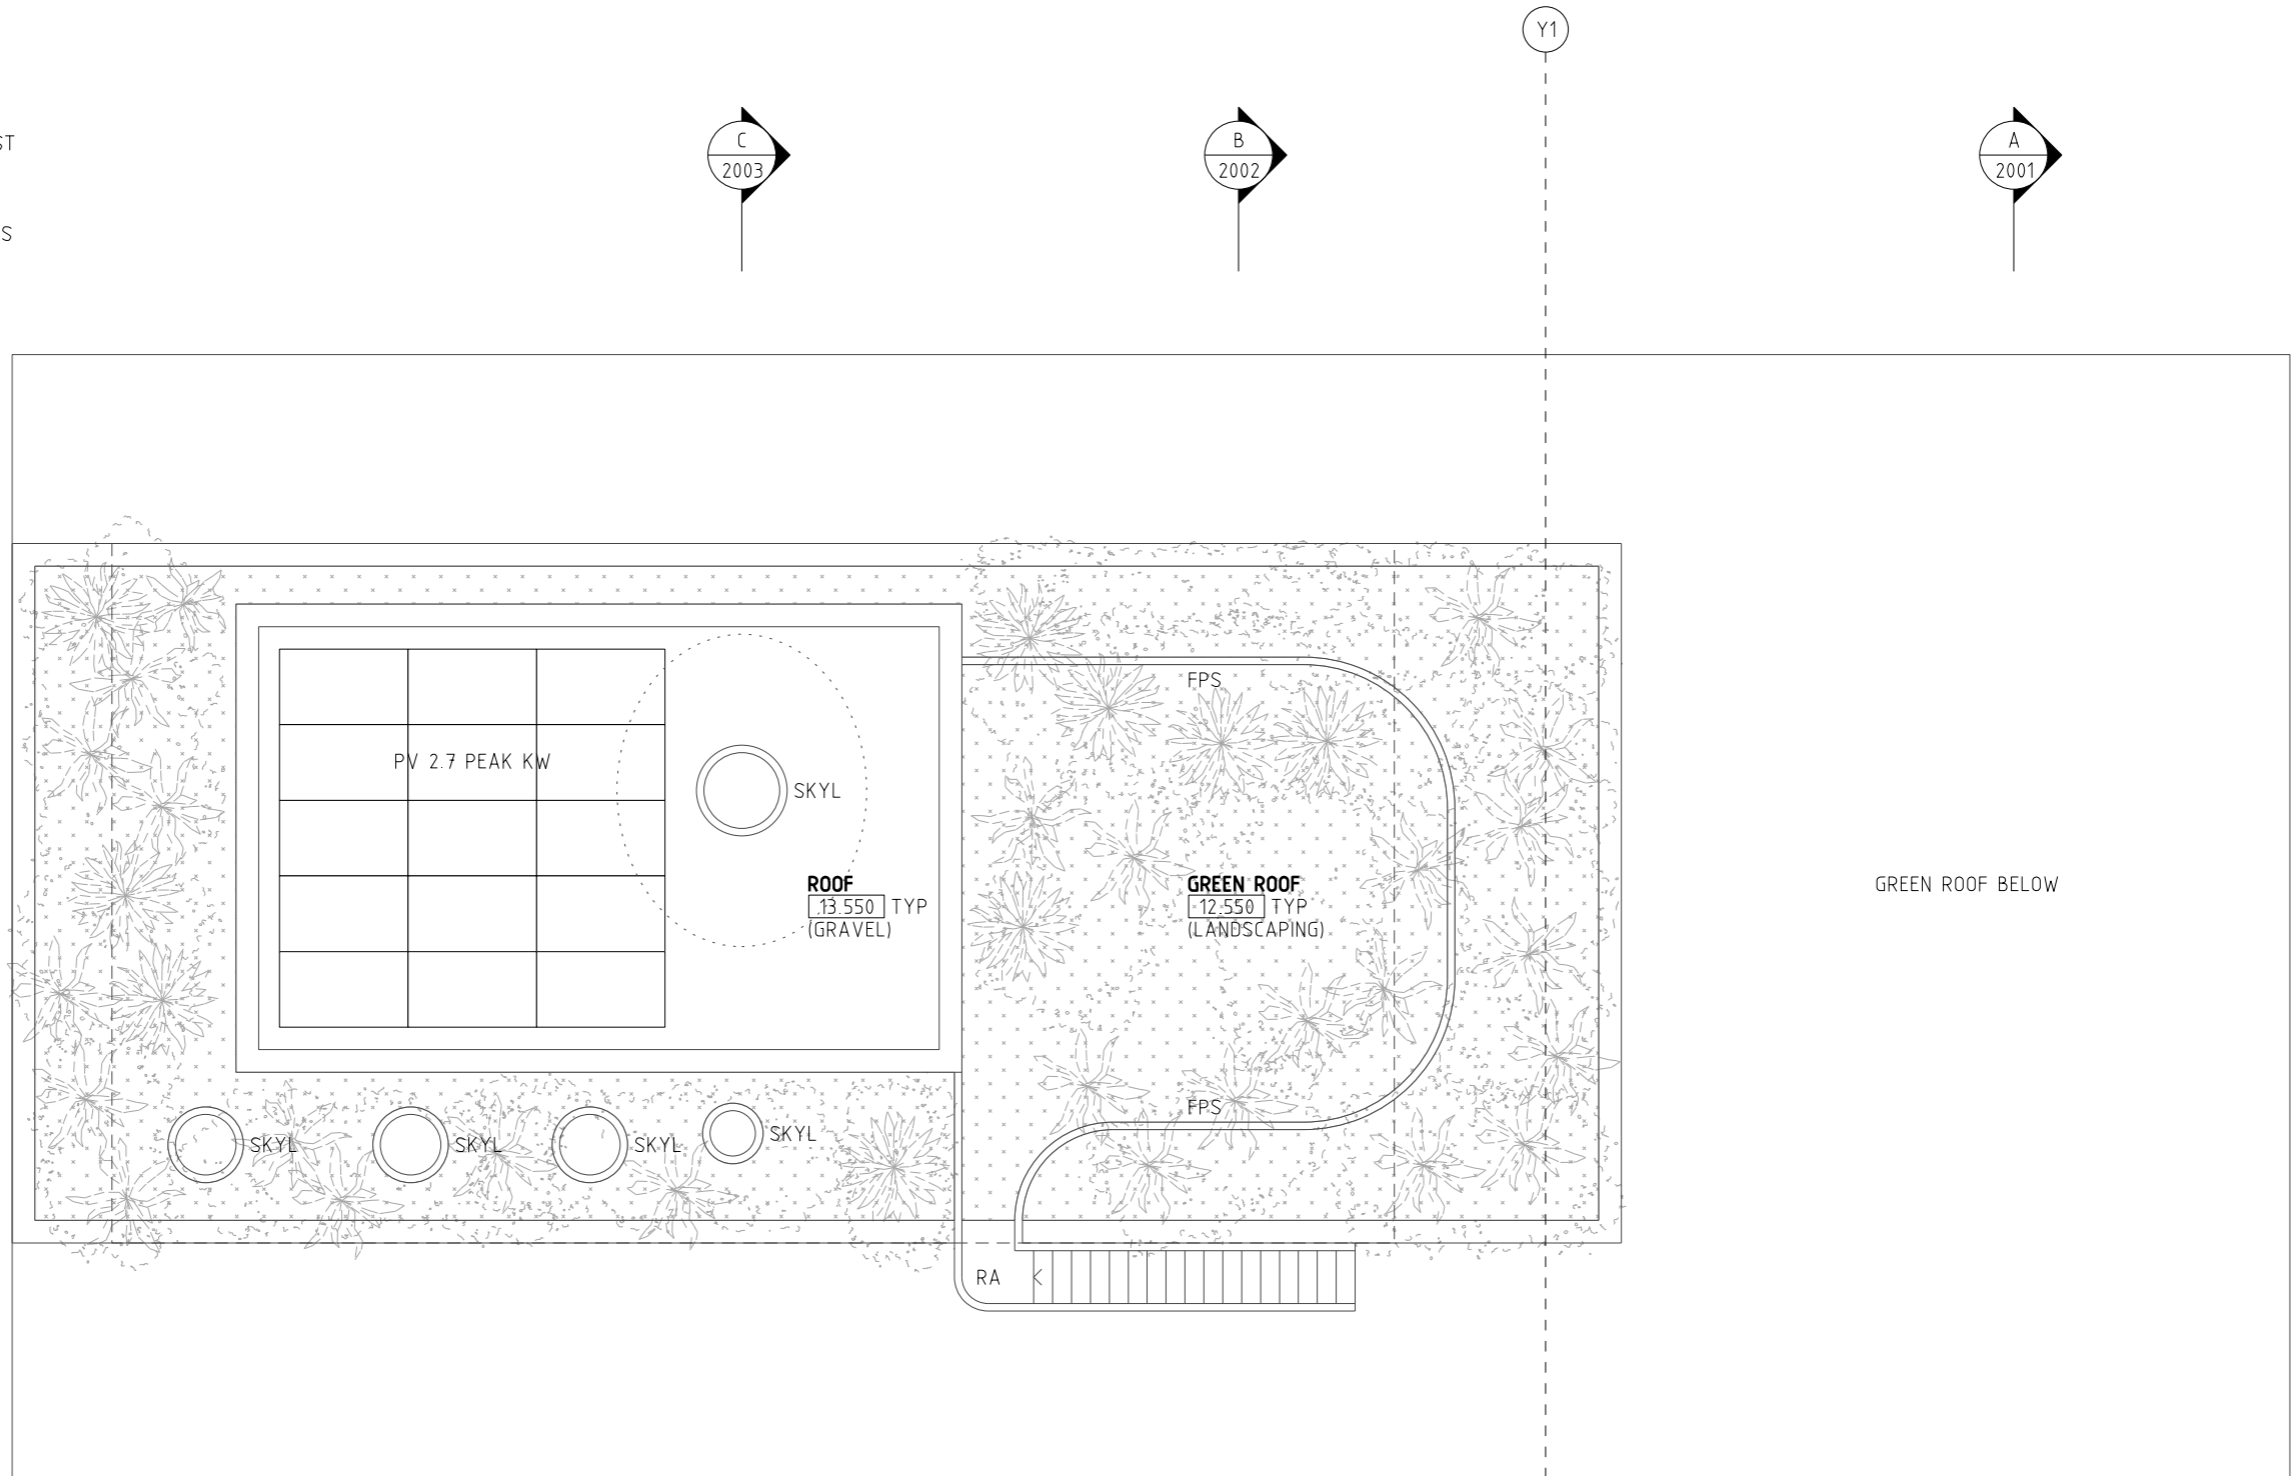 Y1
ST
C
2003
B
2002
A
2001
S
FPS
PV 2.7 PEAK KW
SKYL
ROOF
13.550 TYP
(GRAVEL)
GREEN ROOF
12.550 TYP
(LANDSCAPING)
GREEN ROOF BELOW
FPS
SKYL
SKYL
SKYL
SKYL
RA